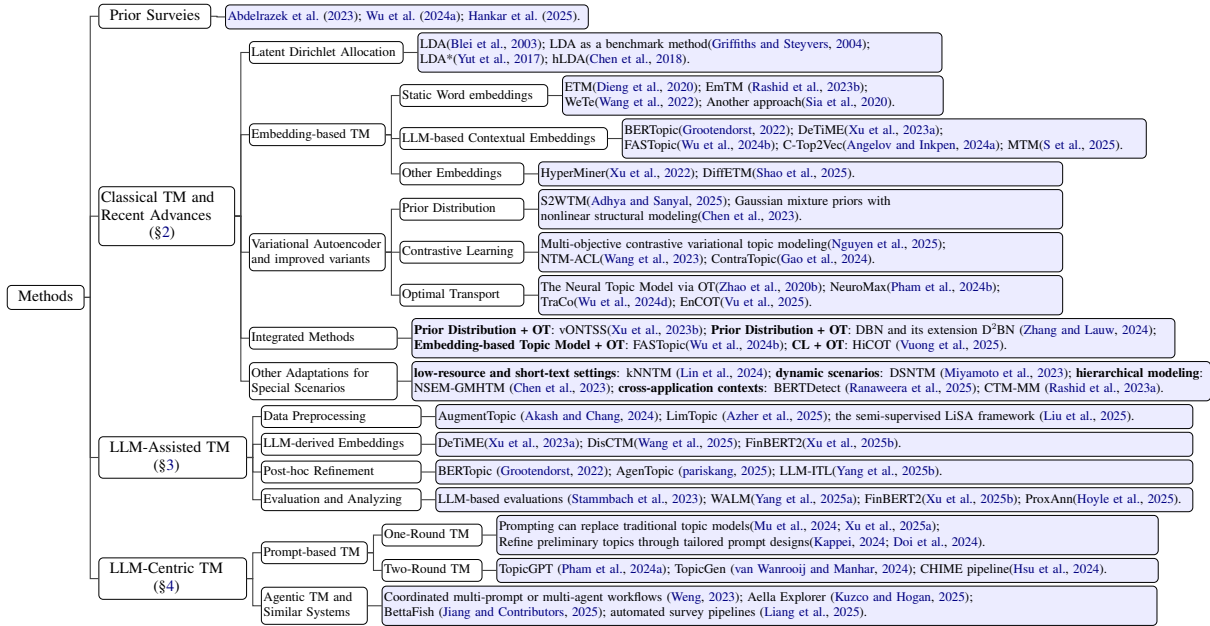 Methods
Prior Surveies
Abdelrazek et al. (2023); Wu et al. (2024a); Hankar et al. (2025).
Classical TM and
Recent Advances
(§2)
Latent Dirichlet Allocation
LDA(Blei et al., 2003); LDA as a benchmark method(Griffiths and Steyvers, 2004);
LDA*(Yut et al., 2017); hLDA(Chen et al., 2018).
Embedding-based TM
Static Word embeddings
ETM(Dieng et al., 2020); EmTM (Rashid et al., 2023b);
WeTe(Wang et al., 2022); Another approach(Sia et al., 2020).
LLM-based Contextual Embeddings
BERTopic(Grootendorst, 2022); DeTiME(Xu et al., 2023a);
FASTopic(Wu et al., 2024b); C-Top2Vec(Angelov and Inkpen, 2024a); MTM(S et al., 2025).
Other Embeddings
HyperMiner(Xu et al., 2022); DiffETM(Shao et al., 2025).
Variational Autoencoder
and improved variants
Prior Distribution
S2WTM(Adhya and Sanyal, 2025); Gaussian mixture priors with
nonlinear structural modeling(Chen et al., 2023).
Contrastive Learning
Multi-objective contrastive variational topic modeling(Nguyen et al., 2025);
NTM-ACL(Wang et al., 2023); ContraTopic(Gao et al., 2024).
Optimal Transport
The Neural Topic Model via OT(Zhao et al., 2020b); NeuroMax(Pham et al., 2024b);
TraCo(Wu et al., 2024d); EnCOT(Vu et al., 2025).
Integrated Methods
Prior Distribution + OT: vONTSS(Xu et al., 2023b); Prior Distribution + OT: DBN and its extension D²BN (Zhang and Lauw, 2024);
Embedding-based Topic Model + OT: FASTopic(Wu et al., 2024b); CL + OT: HiCOT (Vuong et al., 2025).
Other Adaptations for
Special Scenarios
low-resource and short-text settings: kNNTM (Lin et al., 2024); dynamic scenarios: DSNTM (Miyamoto et al., 2023); hierarchical modeling:
NSEM-GMHTM (Chen et al., 2023); cross-application contexts: BERTDetect (Ranaweera et al., 2025); CTM-MM (Rashid et al., 2023a).
LLM-Assisted TM
(§3)
Data Preprocessing
AugmentTopic (Akash and Chang, 2024); LimTopic (Azher et al., 2025); the semi-supervised LiSA framework (Liu et al., 2025).
LLM-derived Embeddings
DeTiME(Xu et al., 2023a); DisCTM(Wang et al., 2025); FinBERT2(Xu et al., 2025b).
Post-hoc Refinement
BERTopic (Grootendorst, 2022); AgenTopic (pariskang, 2025); LLM-ITL(Yang et al., 2025b).
Evaluation and Analyzing
LLM-based evaluations (Stammbach et al., 2023); WALM(Yang et al., 2025a); FinBERT2(Xu et al., 2025b); ProxAnn(Hoyle et al., 2025).
LLM-Centric TM
(§4)
Prompt-based TM
One-Round TM
Prompting can replace traditional topic models(Mu et al., 2024; Xu et al., 2025a);
Refine preliminary topics through tailored prompt designs(Kappei, 2024; Doi et al., 2024).
Two-Round TM
TopicGPT (Pham et al., 2024a); TopicGen (van Wanrooij and Manhar, 2024); CHIME pipeline(Hsu et al., 2024).
Agentic TM and
Similar Systems
Coordinated multi-prompt or multi-agent workflows (Weng, 2023); Aella Explorer (Kuzco and Hogan, 2025);
BettaFish (Jiang and Contributors, 2025); automated survey pipelines (Liang et al., 2025).